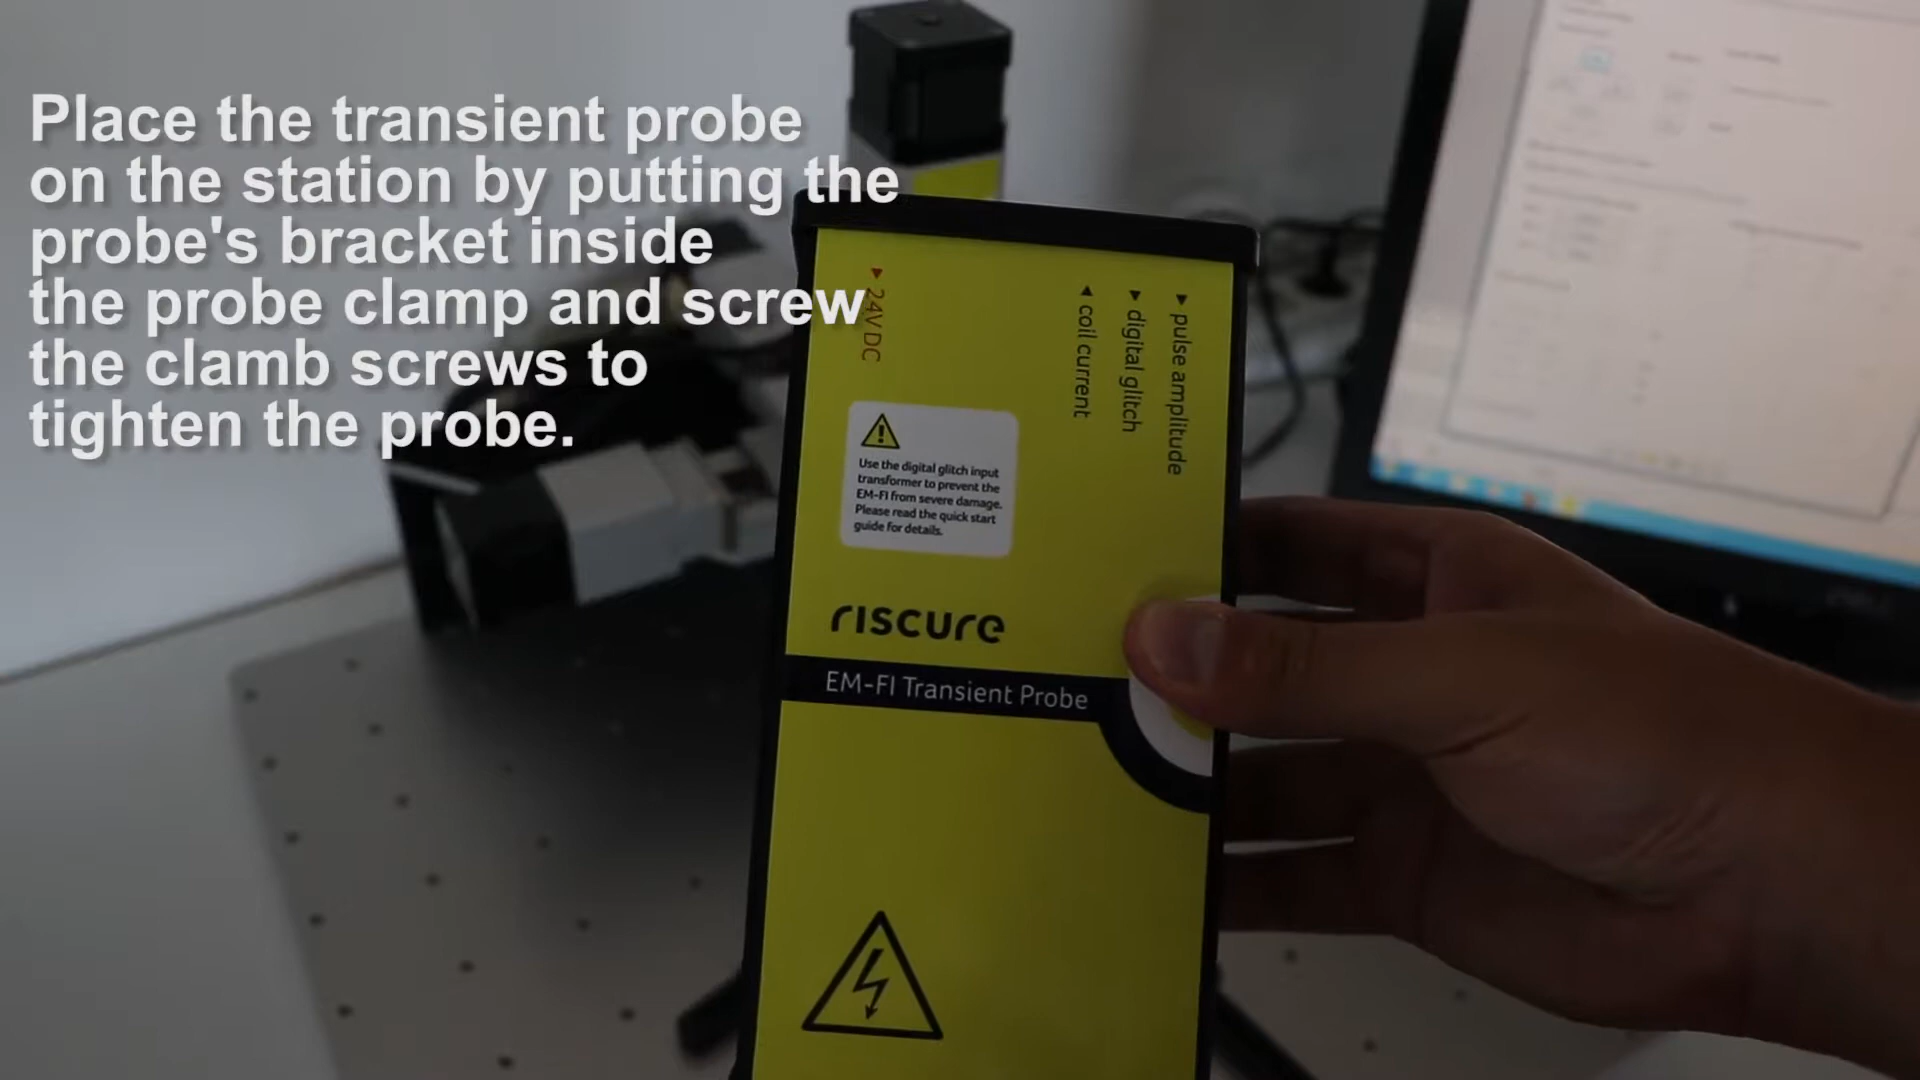 Place the transient probe
on the station by putting the
probe's bracket inside
the probe clamp and screw
the clamb screws to
tighten the probe.
▸ 24V DC
◂ coil current
▸ digital glitch
▸ pulse amplitude
Use the digital glitch input
transformer to prevent the
EM-FI from severe damage.
Please read the quick start
guide for details.
riscure
EM-FI Transient Probe